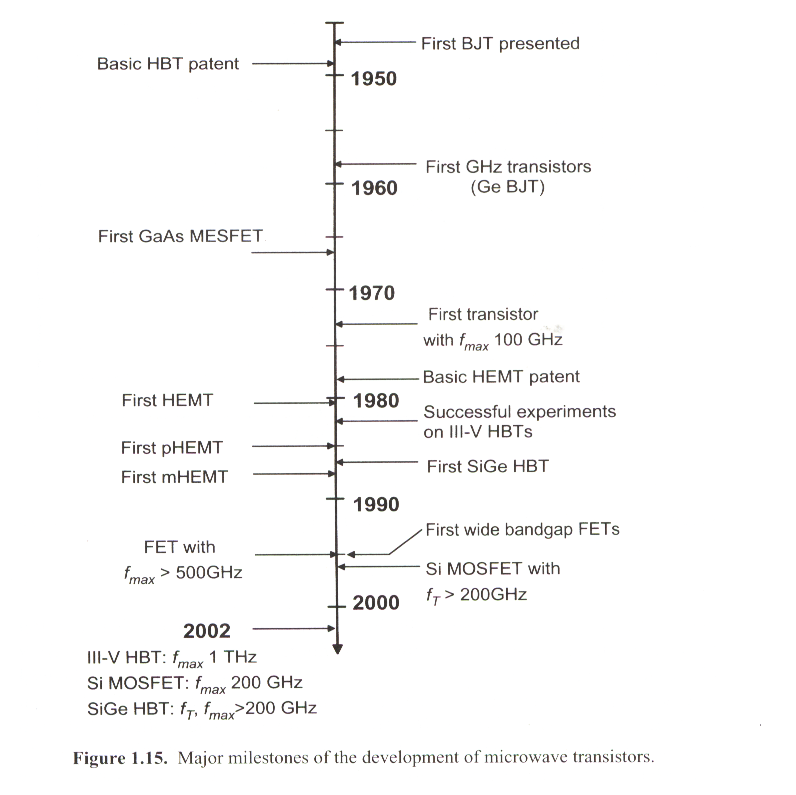 First BJT presented
Basic HBT patent
1950
First GHz transistors
(Ge BJT)
1960
First GaAs MESFET
1970
First transistor
with fmax 100 GHz
Basic HEMT patent
First HEMT
1980
Successful experiments
on III-V HBTs
First pHEMT
First SiGe HBT
First mHEMT
1990
First wide bandgap FETs
FET with
fmax > 500GHz
Si MOSFET with
fT > 200GHz
2000
2002
III-V HBT: fmax 1 THz
Si MOSFET: fmax 200 GHz
SiGe HBT: fT, fmax>200 GHz
Figure 1.15. Major milestones of the development of microwave transistors.